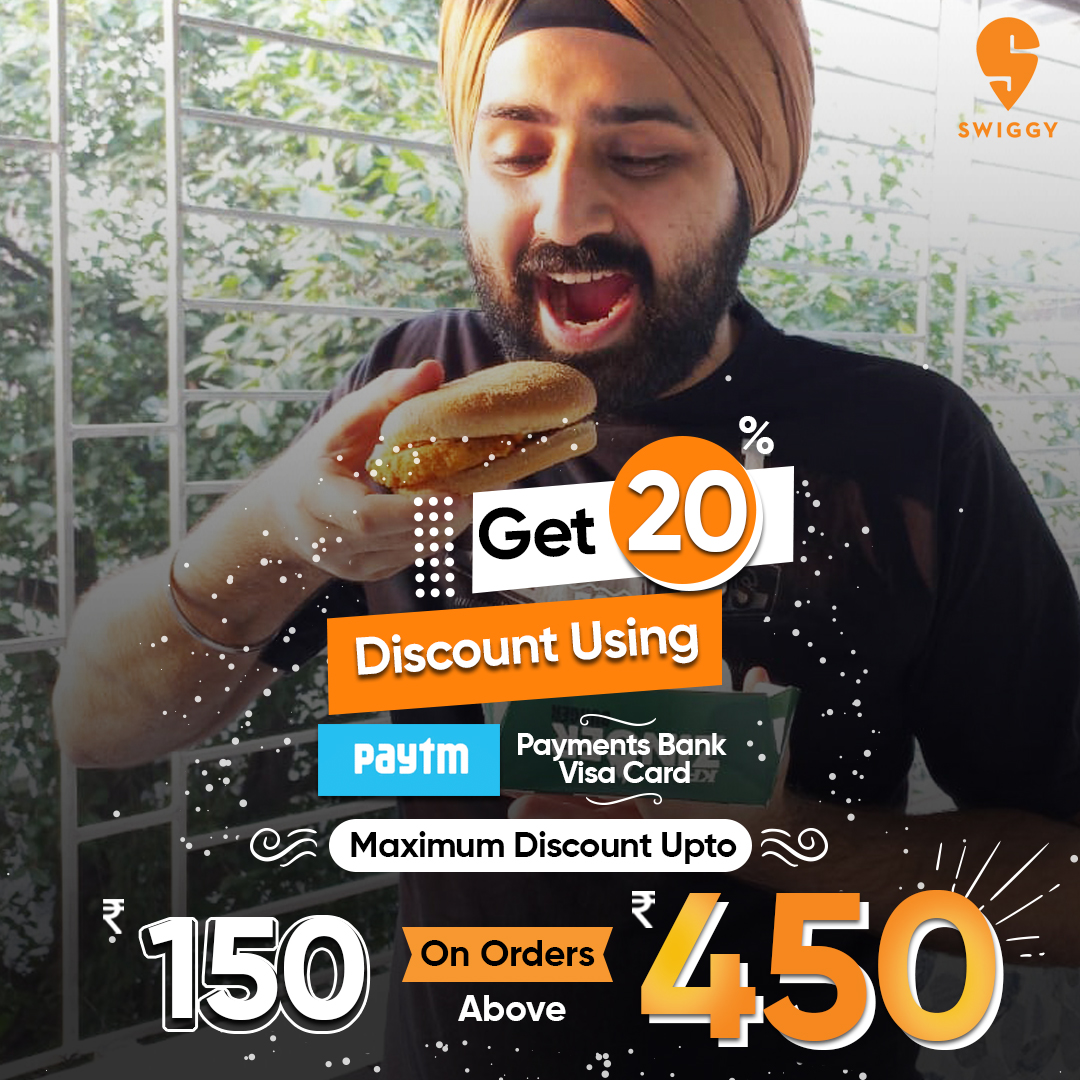 SWIGGY
Get 20%
Discount Using
paytm
Payments Bank
Visa Card
Maximum Discount Upto
₹150
On Orders
Above
₹450